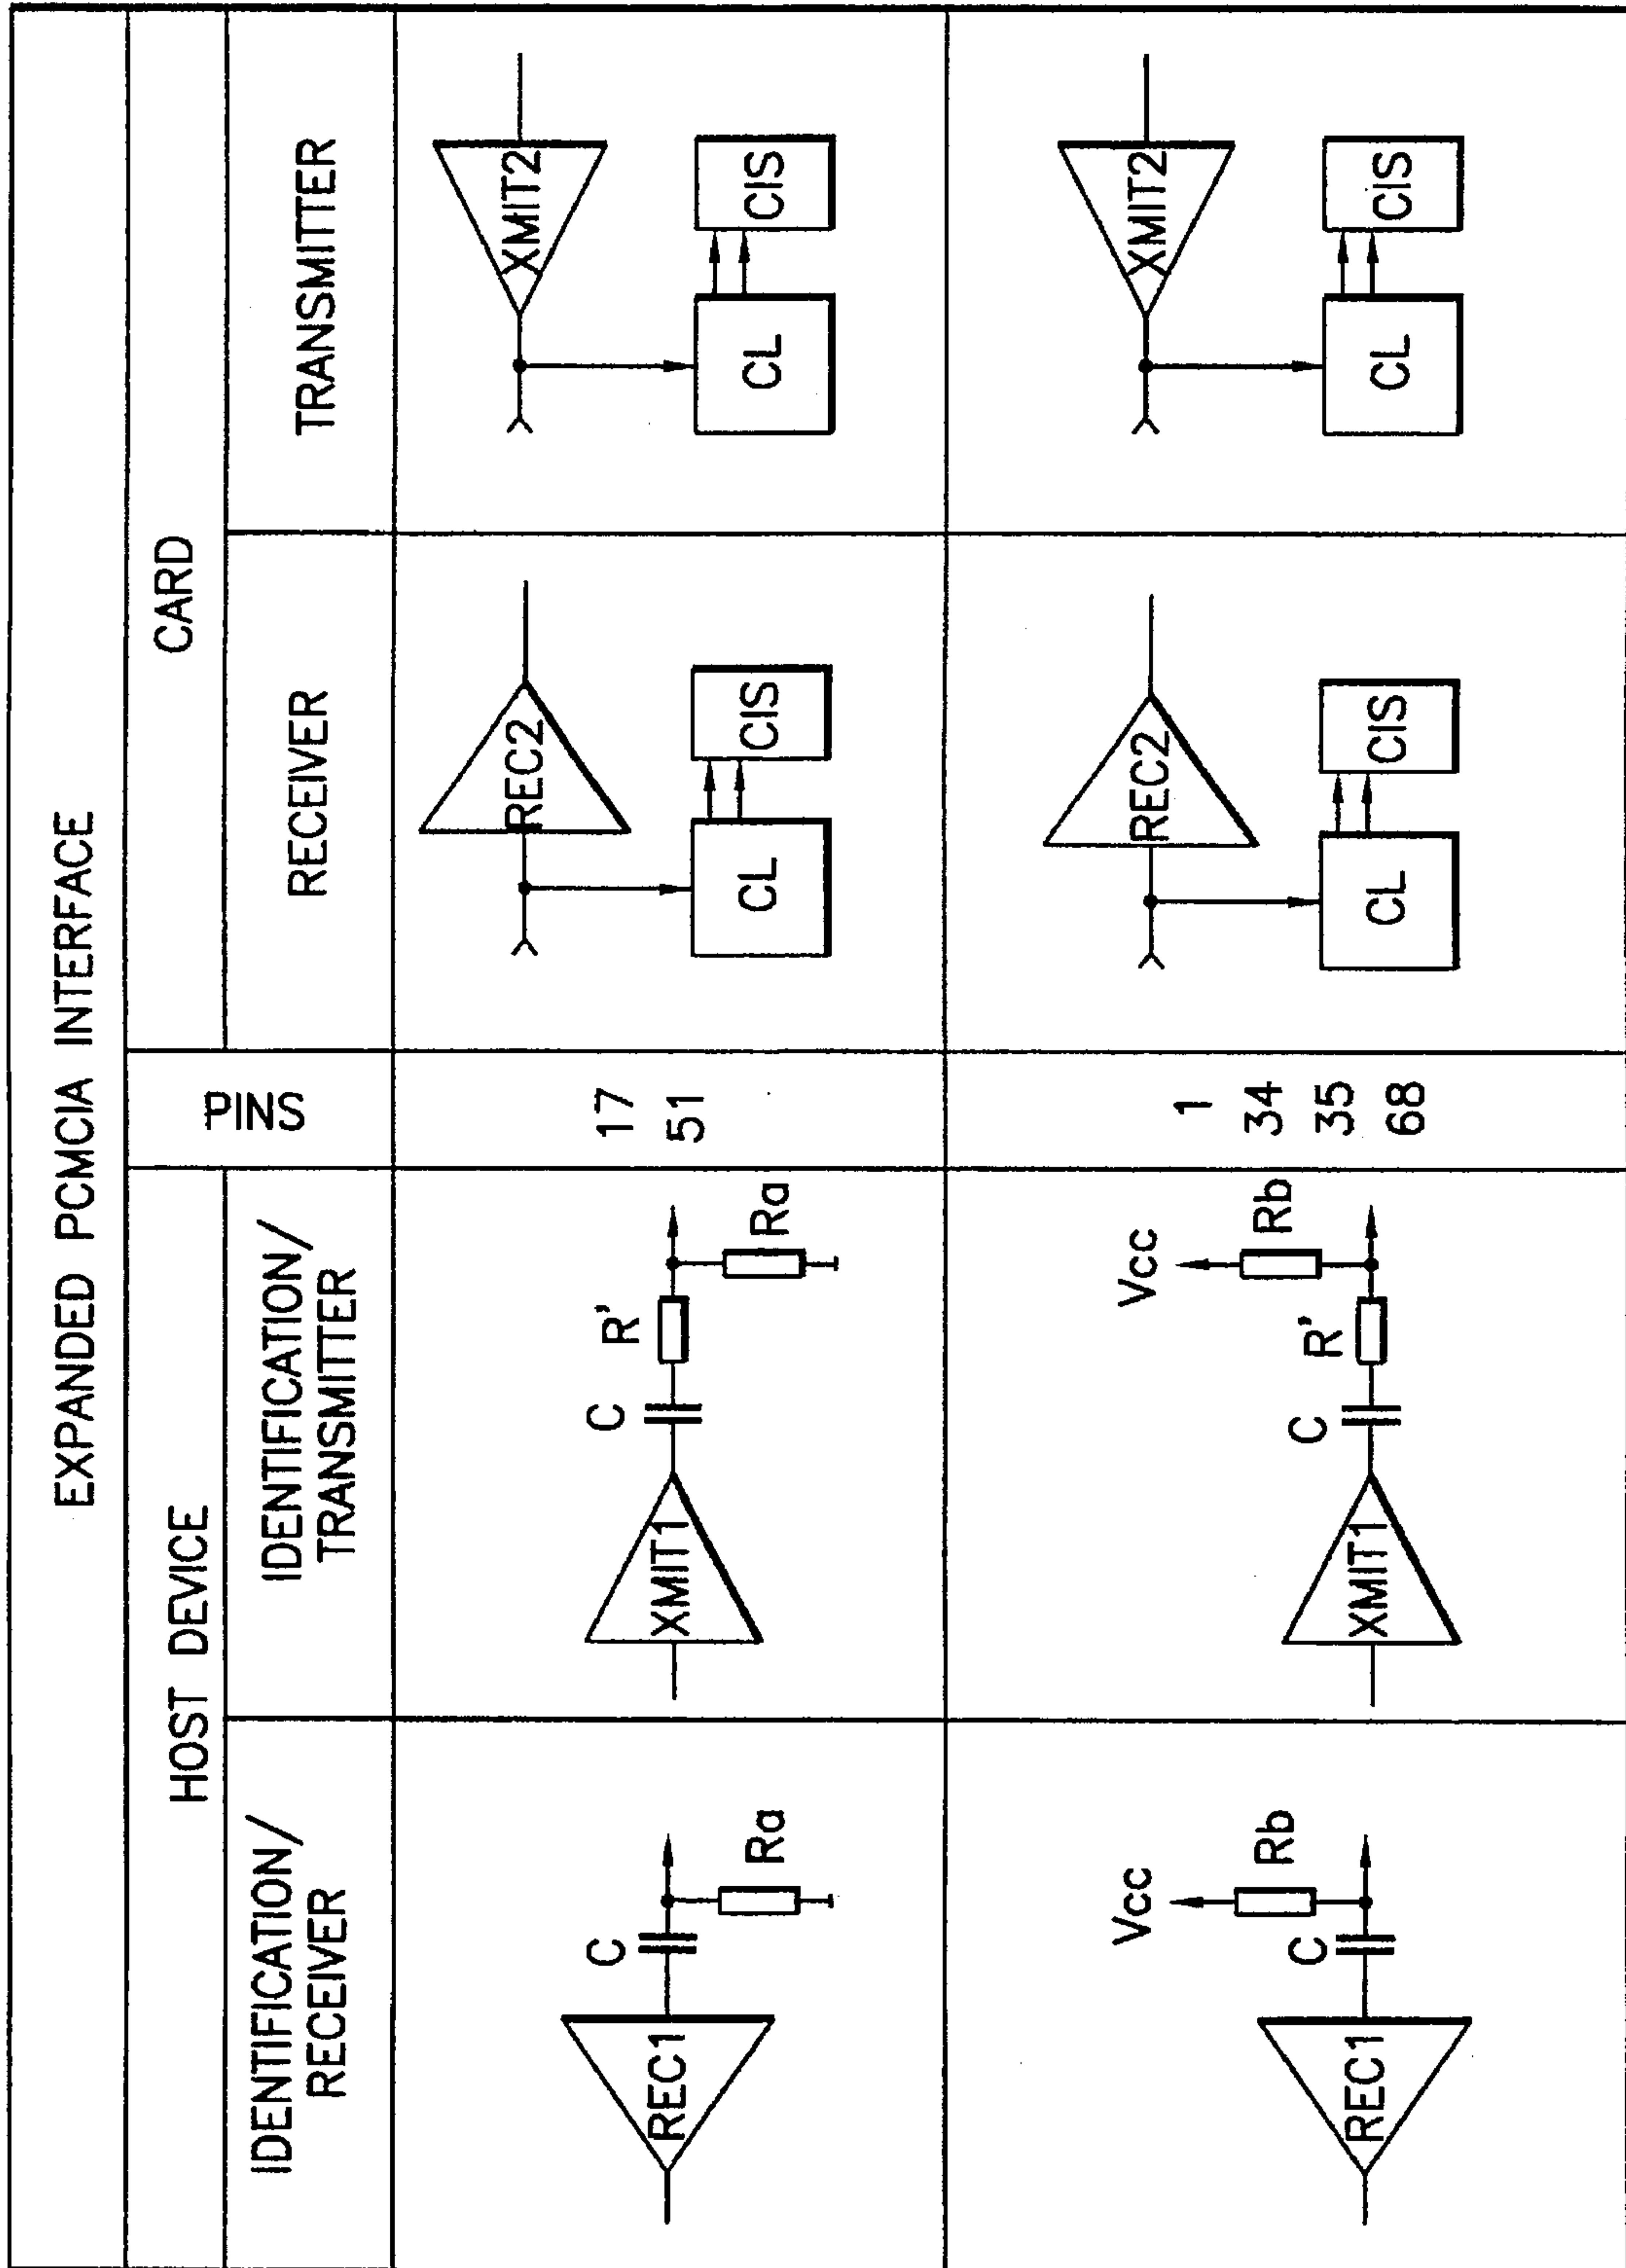 EXPANDED PCMCIA INTERFACE
HOST DEVICE
PINS
CARD
IDENTIFICATION/
RECEIVER
IDENTIFICATION/
TRANSMITTER
RECEIVER
TRANSMITTER
REC1
C
Ra
XMIT1
C
R'
Ra
17
51
REC2
CL
CIS
XMIT2
CL
CIS
REC1
C
Vcc
Rb
XMIT1
C
R'
Vcc
Rb
1
34
35
68
REC2
CL
CIS
XMIT2
CL
CIS